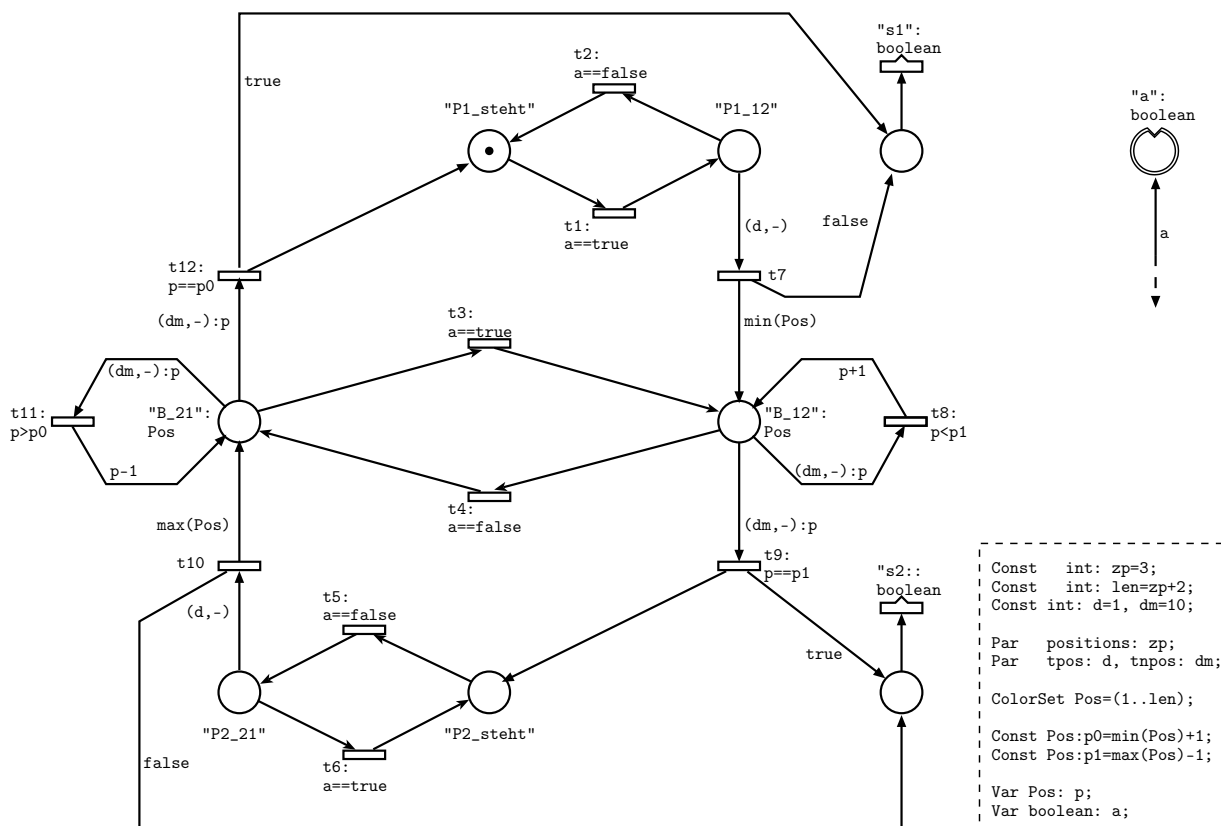 "s1":
boolean
t2:
a==false
true
"P1_steht"
"P1_12"
"a":
boolean
t1:
a==true
(d,-)
false
a
t12:
p==p0
t7
(dm,-):p
t3:
a==true
min(Pos)
(dm,-):p
p+1
t11:
p>p0
"B_21":
Pos
"B_12":
Pos
t8:
p<p1
p-1
(dm,-):p
t4:
a==false
max(Pos)
(dm,-):p
t10
t9:
p==p1
"s2::
boolean
(d,-)
t5:
a==false
true
"P2_21"
"P2_steht"
false
t6:
a==true
Const   int: zp=3;
Const   int: len=zp+2;
Const int: d=1, dm=10;
Par   positions: zp;
Par   tpos: d, tnpos: dm;
ColorSet Pos=(1..len);
Const Pos:p0=min(Pos)+1;
Const Pos:p1=max(Pos)-1;
Var Pos: p;
Var boolean: a;